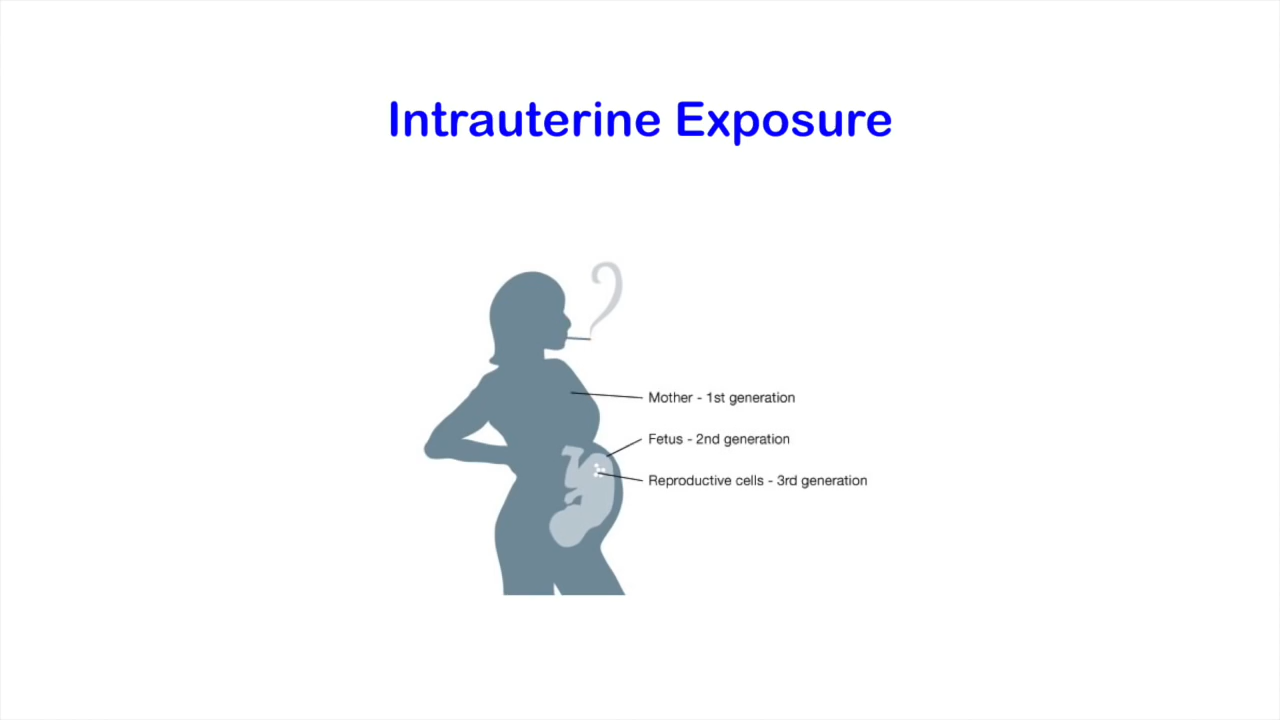 Intrauterine Exposure
Mother - 1st generation
Fetus - 2nd generation
Reproductive cells - 3rd generation